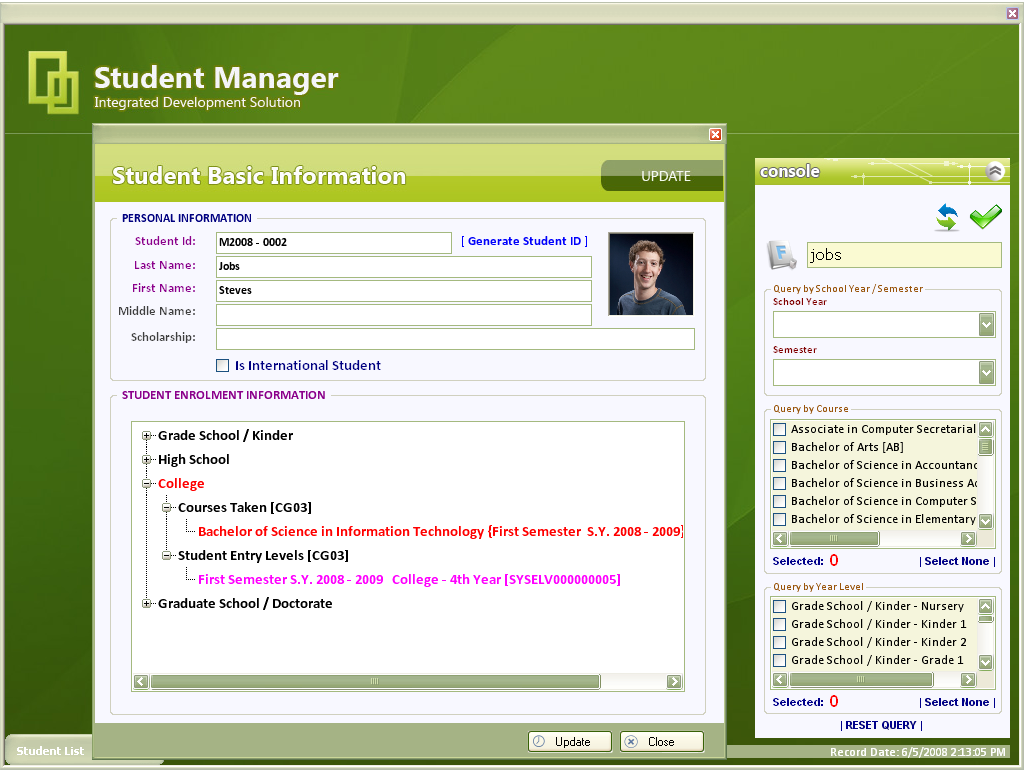 Student Manager
Integrated Development Solution
Student Basic Information
UPDATE
PERSONAL INFORMATION
Student Id:
M2008 - 0002
[ Generate Student ID ]
Last Name:
Jobs
First Name:
Steves
Middle Name:
Scholarship:
Is International Student
STUDENT ENROLMENT INFORMATION
Grade School / Kinder
High School
College
Courses Taken [CG03]
Bachelor of Science in Information Technology {First Semester S.Y. 2008 - 2009}
Student Entry Levels [CG03]
First Semester S.Y. 2008 - 2009 College - 4th Year [SYSELV000000005]
Graduate School / Doctorate
Update
Close
console
F
jobs
Query by School Year / Semester
School Year
Semester
Query by Course
Associate in Computer Secretarial
Bachelor of Arts [AB]
Bachelor of Science in Accountanc
Bachelor of Science in Business Ac
Bachelor of Science in Computer S
Bachelor of Science in Elementary
Selected: 0
| Select None |
Query by Year Level
Grade School / Kinder - Nursery
Grade School / Kinder - Kinder 1
Grade School / Kinder - Kinder 2
Grade School / Kinder - Grade 1
Selected: 0
| Select None |
| RESET QUERY |
Student List
Record Date: 6/5/2008 2:13:05 PM